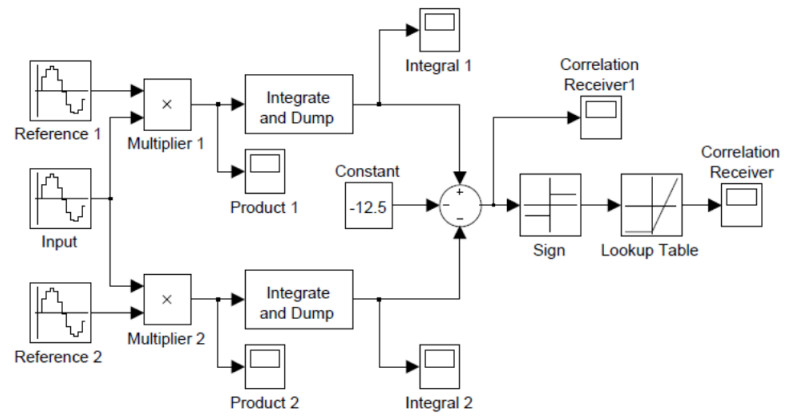 Integral 1
Correlation
Receiver1
Reference 1
×
Multiplier 1
Integrate
and Dump
Product 1
Input
Constant
-12.5
+
−
−
Sign
Lookup Table
Correlation
Receiver
Reference 2
×
Multiplier 2
Integrate
and Dump
Product 2
Integral 2